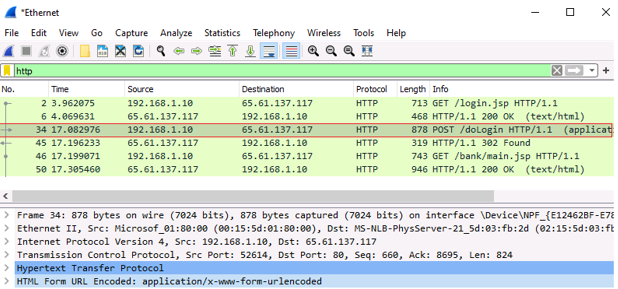 *Ethernet
File Edit View Go Capture Analyze Statistics Telephony Wireless Tools Help
http
No. Time Source Destination Protocol Length Info
2 3.962075 192.168.1.10 65.61.137.117 HTTP 713 GET /login.jsp HTTP/1.1
6 4.069631 192.168.1.10 65.61.137.117 HTTP 468 HTTP/1.1 200 OK (text/html)
34 17.082976 192.168.1.10 65.61.137.117 HTTP 878 POST /doLogin HTTP/1.1 (applicat
45 17.196233 192.168.1.10 65.61.137.117 HTTP 319 HTTP/1.1 302 Found
46 17.199071 192.168.1.10 65.61.137.117 HTTP 743 GET /bank/main.jsp HTTP/1.1
50 17.305460 192.168.1.10 65.61.137.117 HTTP 946 HTTP/1.1 200 OK (text/html)
Frame 34: 878 bytes on wire (7024 bits), 878 bytes captured (7024 bits) on interface \Device\NPF_{E12462BF-E78
Ethernet II, Src: Microsof_01:80:00 (00:15:5d:01:80:00), Dst: MS-NLB-PhysServer-21_5d:03:fb:2d (02:15:5d:03:fb
Internet Protocol Version 4, Src: 192.168.1.10, Dst: 65.61.137.117
Transmission Control Protocol, Src Port: 52614, Dst Port: 80, Seq: 660, Ack: 8695, Len: 824
Hypertext Transfer Protocol
HTML Form URL Encoded: application/x-www-form-urlencoded